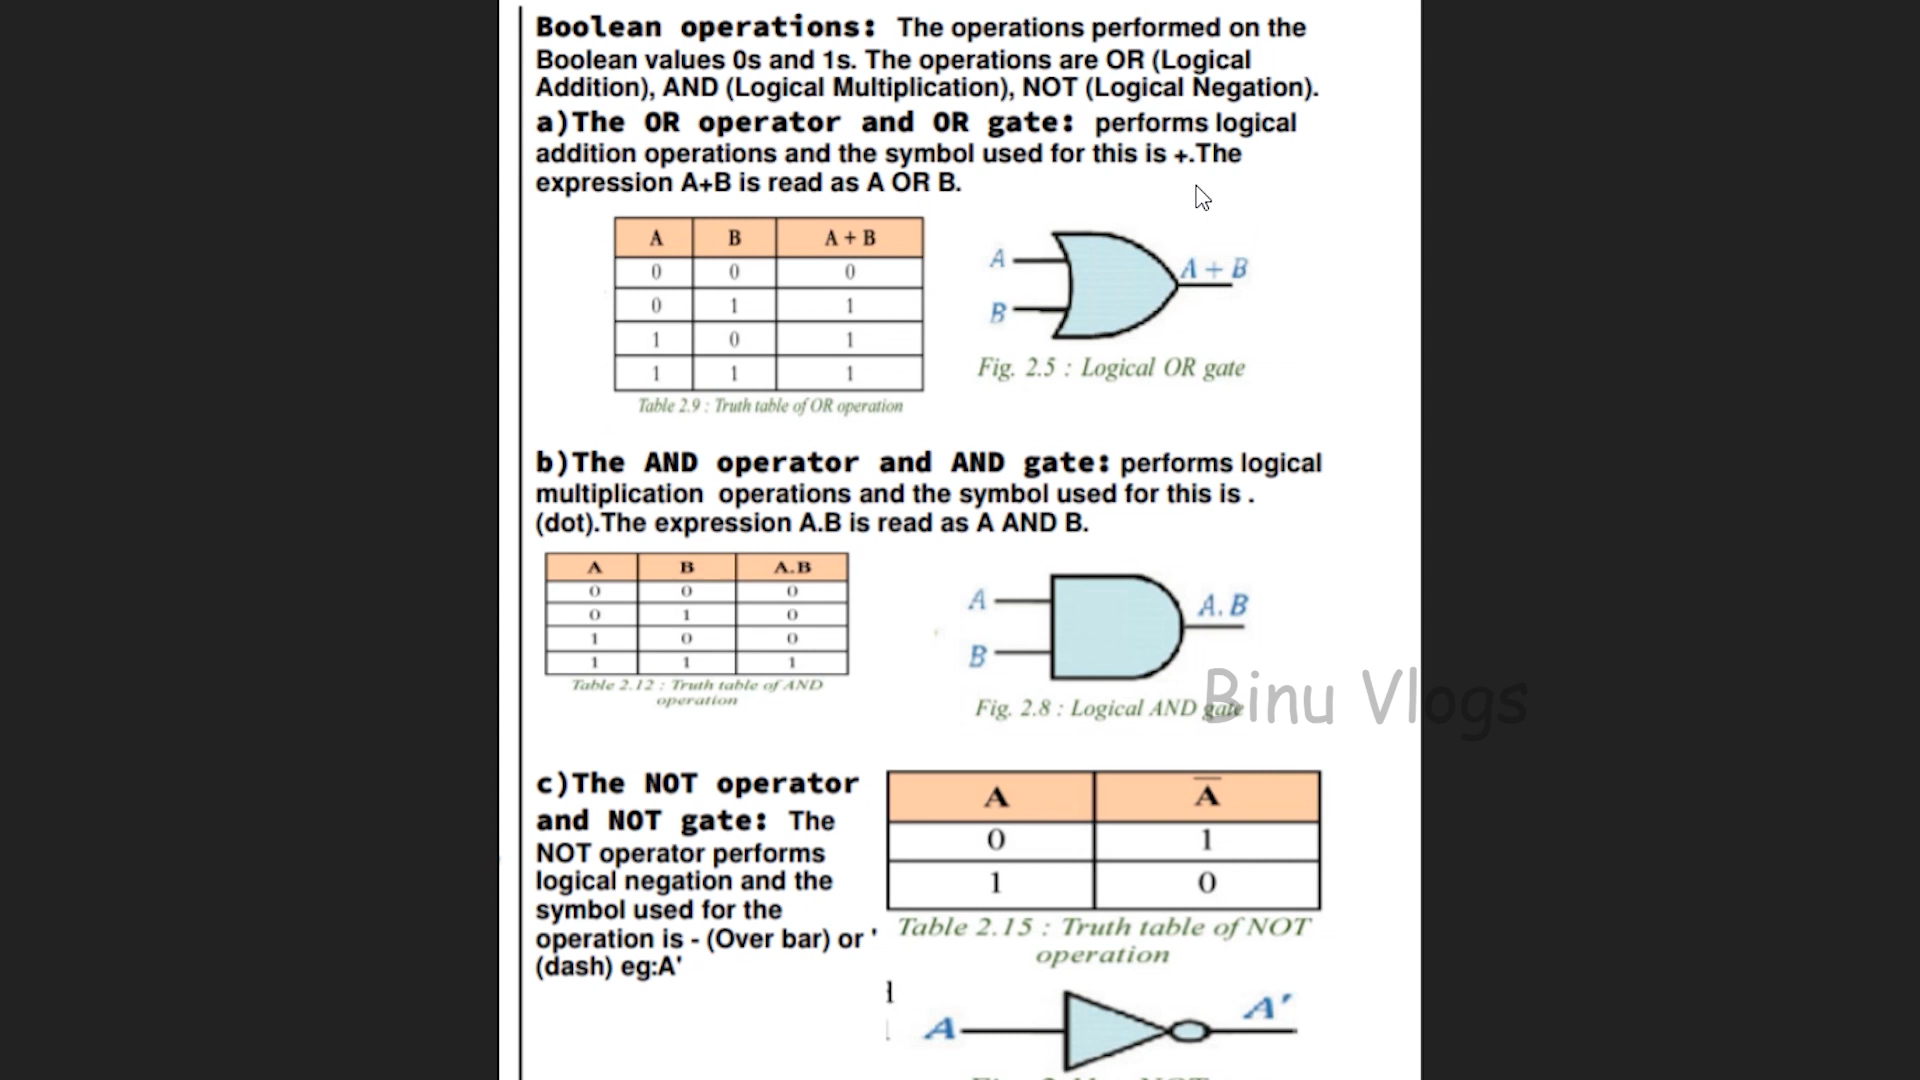 Boolean operations: The operations performed on the
Boolean values 0s and 1s. The operations are OR (Logical
Addition), AND (Logical Multiplication), NOT (Logical Negation).
a)The OR operator and OR gate: performs logical
addition operations and the symbol used for this is +.The
expression A+B is read as A OR B.
A B A + B
0 0 0
0 1 1
1 0 1
1 1 1
Table 2.9 : Truth table of OR operation
A
B
A + B
Fig. 2.5 : Logical OR gate
b)The AND operator and AND gate: performs logical
multiplication operations and the symbol used for this is .
(dot).The expression A.B is read as A AND B.
A B A.B
0 0 0
0 1 0
1 0 0
1 1 1
Table 2.12 : Truth table of AND
operation
A
B
A. B
Fig. 2.8 : Logical AND gate
Binu Vlogs
c)The NOT operator
and NOT gate: The
NOT operator performs
logical negation and the
symbol used for the
operation is - (Over bar) or '
(dash) eg:A'
A A̅
0 1
1 0
Table 2.15 : Truth table of NOT
operation
A
A'